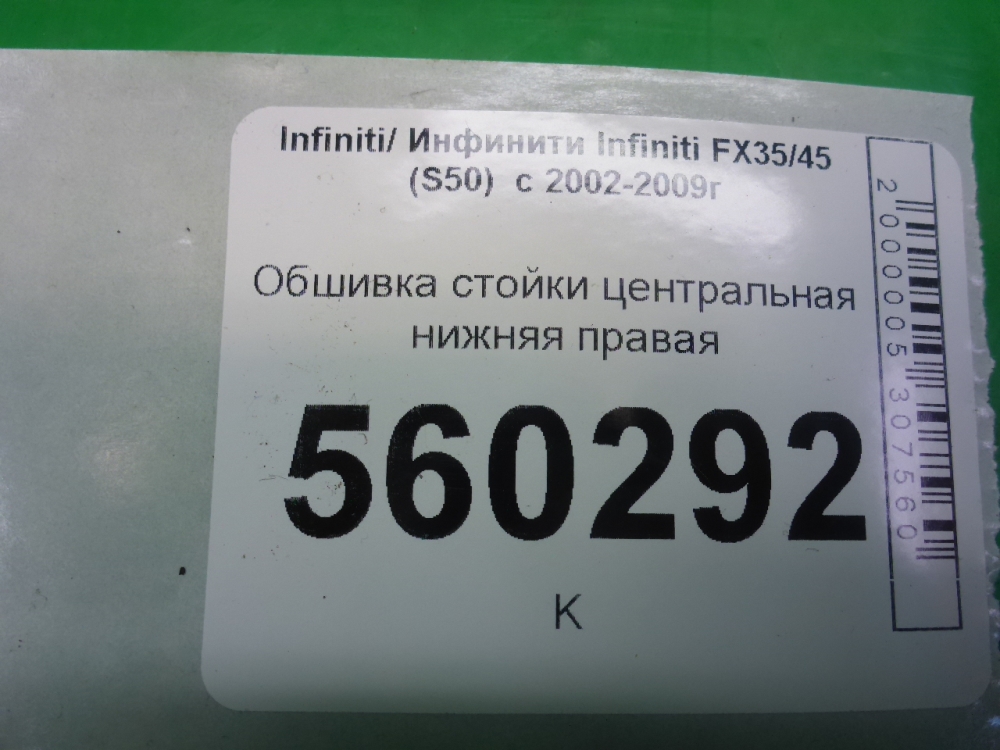 Infiniti/ Инфинити Infiniti FX35/45
(S50) с 2002-2009г
Обшивка стойки центральная
нижняя правая
560292
К
2000005307560